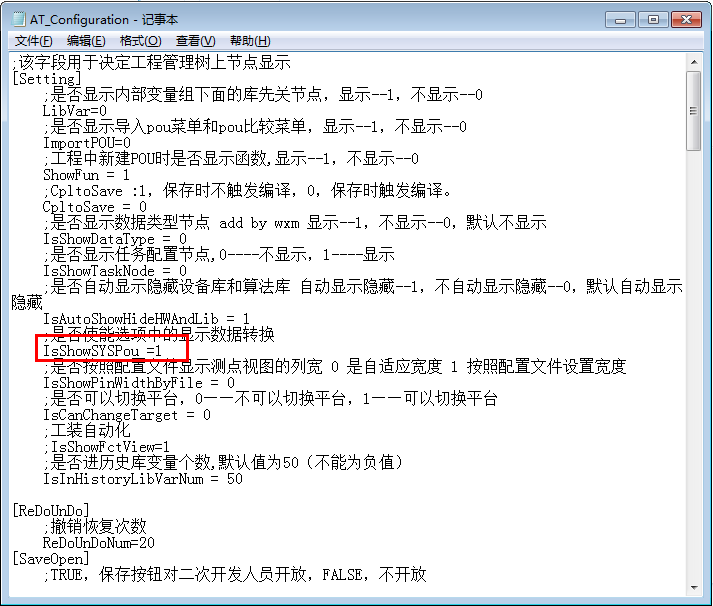 AT_Configuration - 记事本
文件(F) 编辑(E) 格式(O) 查看(V) 帮助(H)
;该字段用于决定工程管理树上节点显示
[Setting]
;是否显示内部变量组下面的库先关节点，显示--1，不显示--0
LibVar=0
;是否显示导入pou菜单和pou比较菜单，显示--1，不显示--0
ImportPOU=0
;工程中新建POU时是否显示函数,显示--1，不显示--0
ShowFun = 1
;CpltoSave :1，保存时不触发编译，0，保存时触发编译。
CpltoSave = 0
;是否显示数据类型节点 add by wxm 显示--1，不显示--0，默认不显示
IsShowDataType = 0
;是否显示任务配置节点,0----不显示，1----显示
IsShowTaskNode = 0
;是否自动显示隐藏设备库和算法库 自动显示隐藏--1，不自动显示隐藏--0，默认自动显示
隐藏
IsAutoShowHideHWAndLib = 1
;是否使能选项中的显示数据转换
IsShowSYSPou =1
;是否按照配置文件显示测点视图的列宽 0 是自适应宽度 1 按照配置文件设置宽度
IsShowPinWidthByFile = 0
;是否可以切换平台，0——不可以切换平台，1——可以切换平台
IsCanChangeTarget = 0
;工装自动化
;IsShowFctView=1
;是否进历史库变量个数,默认值为50（不能为负值）
IsInHistoryLibVarNum = 50
[ReDoUnDo]
;撤销恢复次数
ReDoUnDoNum=20
[SaveOpen]
;TRUE，保存按钮对二次开发人员开放，FALSE，不开放